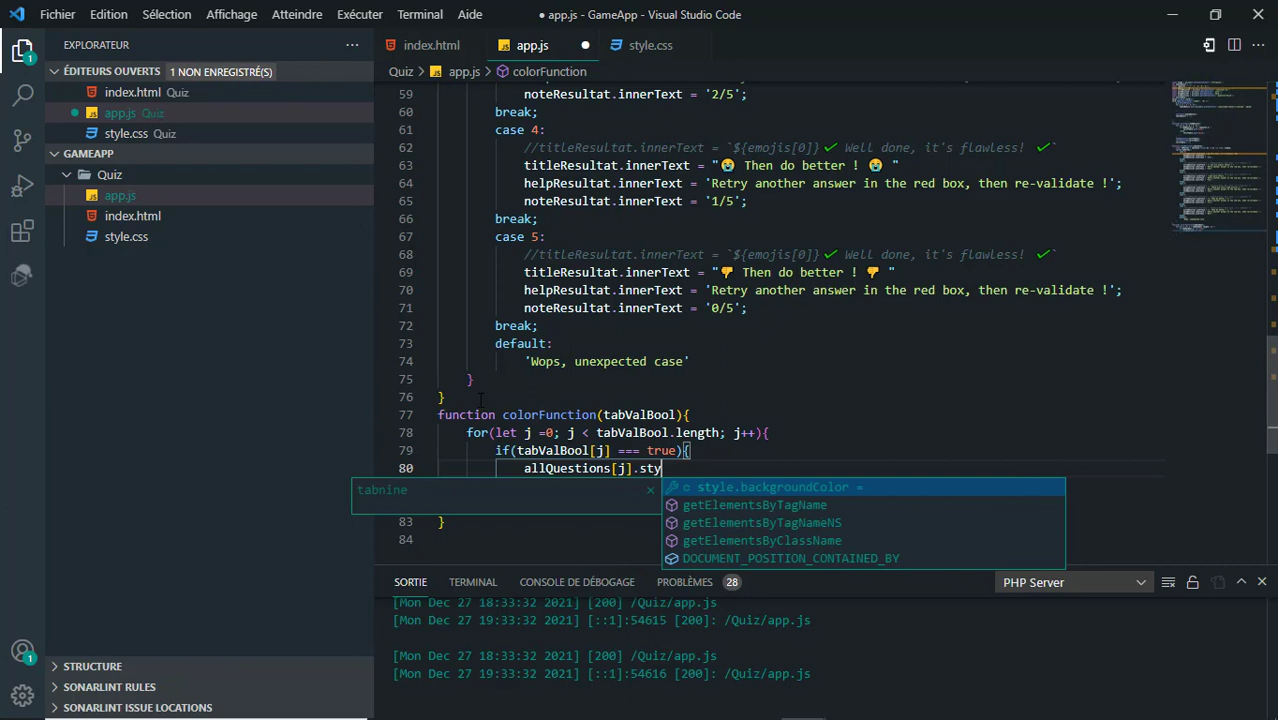 Fichier Edition Sélection Affichage Atteindre Exécuter Terminal Aide ● app.js - GameApp - Visual Studio Code
EXPLORATEUR
index.html app.js style.css
Quiz > JS app.js > colorFunction
ÉDITEURS OUVERTS 1 NON ENREGISTRÉ(S)
index.html Quiz
JS app.js Quiz
style.css Quiz
GAMEAPP
Quiz
JS app.js
index.html
style.css
59 noteResultat.innerText = '2/5';
60 break;
61 case 4:
62 //titleResultat.innerText = `${emojis[0]}✔ Well done, it's flawless! ✔`
63 titleResultat.innerText = "😭 Then do better ! 😭 "
64 helpResultat.innerText = 'Retry another answer in the red box, then re-validate !';
65 noteResultat.innerText = '1/5';
66 break;
67 case 5:
68 //titleResultat.innerText = `${emojis[0]}✔ Well done, it's flawless! ✔`
69 titleResultat.innerText = "👎 Then do better ! 👎 "
70 helpResultat.innerText = 'Retry another answer in the red box, then re-validate !';
71 noteResultat.innerText = '0/5';
72 break;
73 default:
74 'Wops, unexpected case'
75 }
76 }
77 function colorFunction(tabValBool){
78 for(let j =0; j < tabValBool.length; j++){
79 if(tabValBool[j] === true){
80 allQuestions[j].sty
tabnine ×
style.backgroundColor =
getElementsByTagName
getElementsByTagNameNS
getElementsByClassName
DOCUMENT_POSITION_CONTAINED_BY
83 }
84
SORTIE TERMINAL CONSOLE DE DÉBOGAGE PROBLÈMES 28 PHP Server
[Mon Dec 27 18:33:32 2021] [200] /Quiz/app.js
[Mon Dec 27 19:33:32 2021] [::1]:54615 [200]: /Quiz/app.js
[Mon Dec 27 18:33:32 2021] [200] /Quiz/app.js
[Mon Dec 27 19:33:32 2021] [::1]:54616 [200]: /Quiz/app.js
STRUCTURE
SONARLINT RULES
SONARLINT ISSUE LOCATIONS
1
1